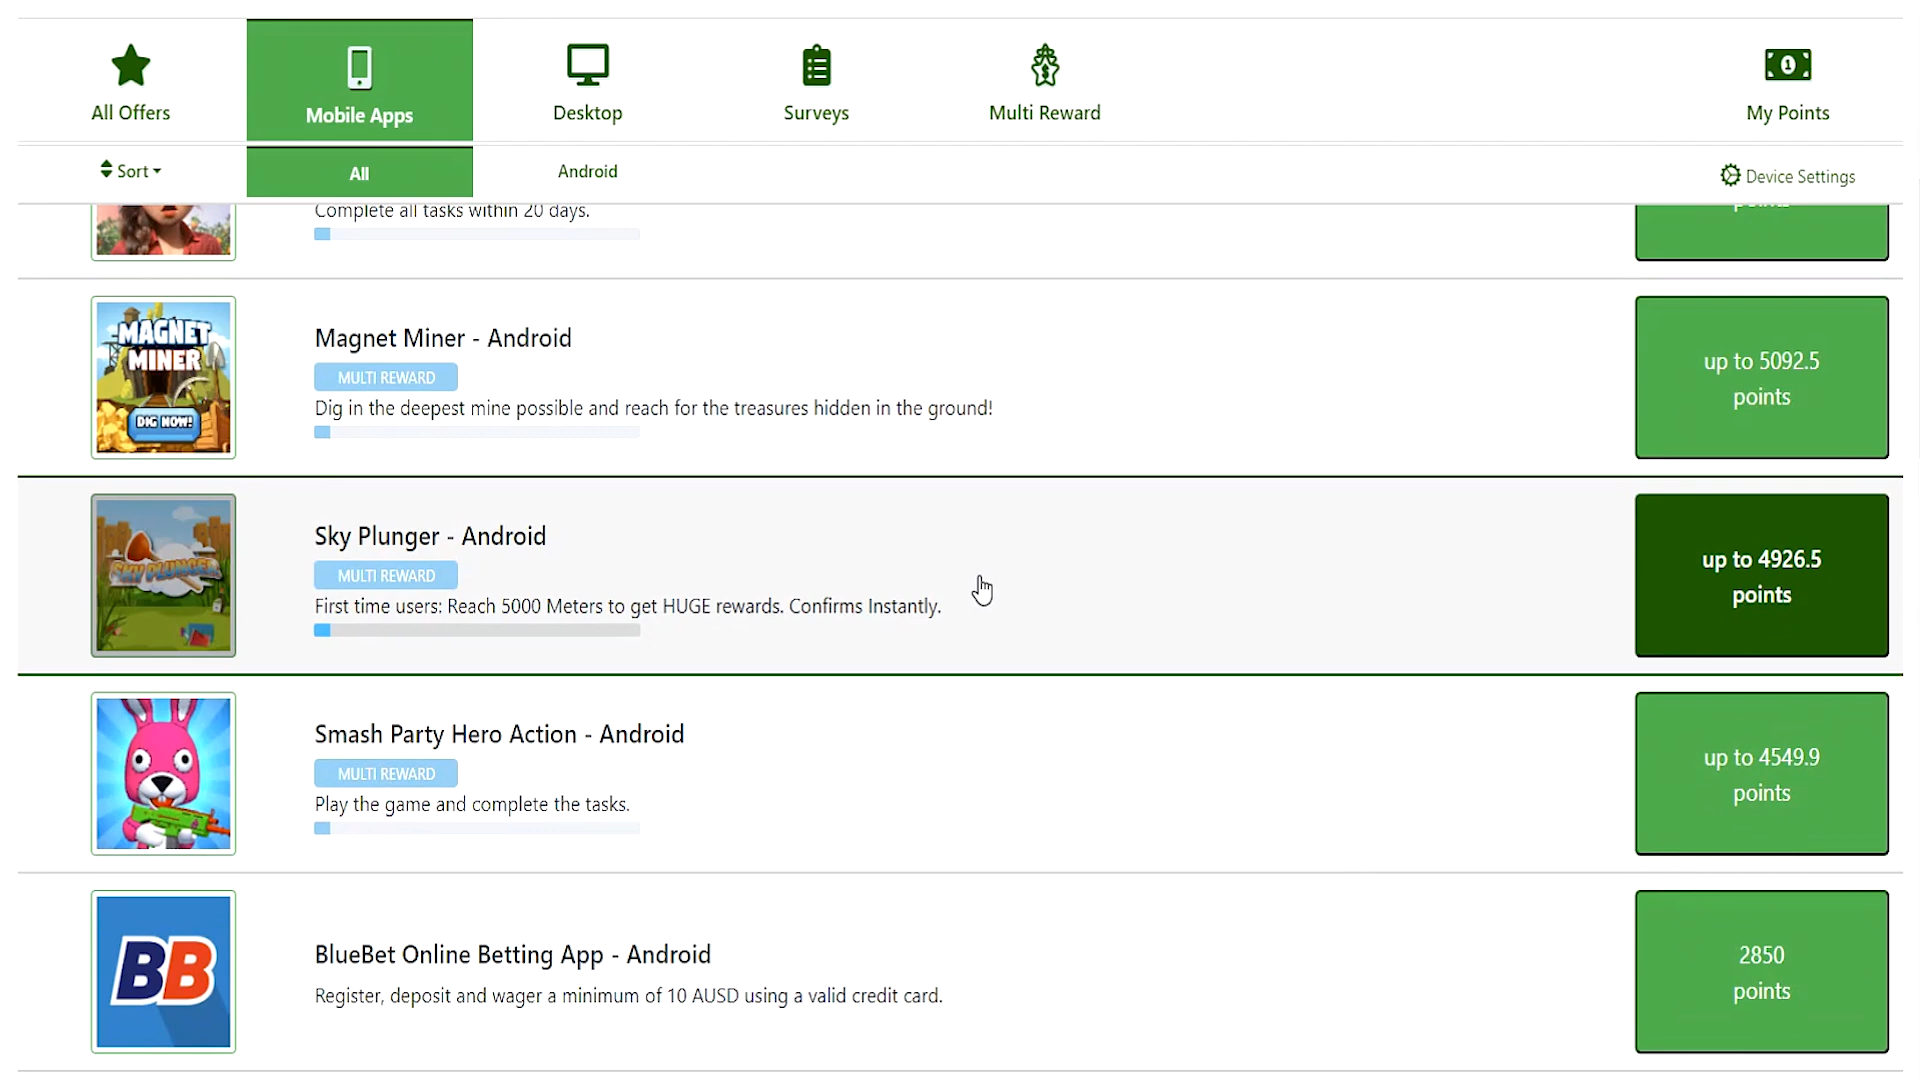 All Offers
Mobile Apps
Desktop
Surveys
Multi Reward
1
My Points
Sort
All
Android
Device Settings
Complete all tasks within 20 days.
points
MAGNET
MINER
DIG NOW!
Magnet Miner - Android
MULTI REWARD
Dig in the deepest mine possible and reach for the treasures hidden in the ground!
up to 5092.5
points
SKY PLUNGER
Sky Plunger - Android
MULTI REWARD
First time users: Reach 5000 Meters to get HUGE rewards. Confirms Instantly.
up to 4926.5
points
Smash Party Hero Action - Android
MULTI REWARD
Play the game and complete the tasks.
up to 4549.9
points
BB
BlueBet Online Betting App - Android
Register, deposit and wager a minimum of 10 AUSD using a valid credit card.
2850
points